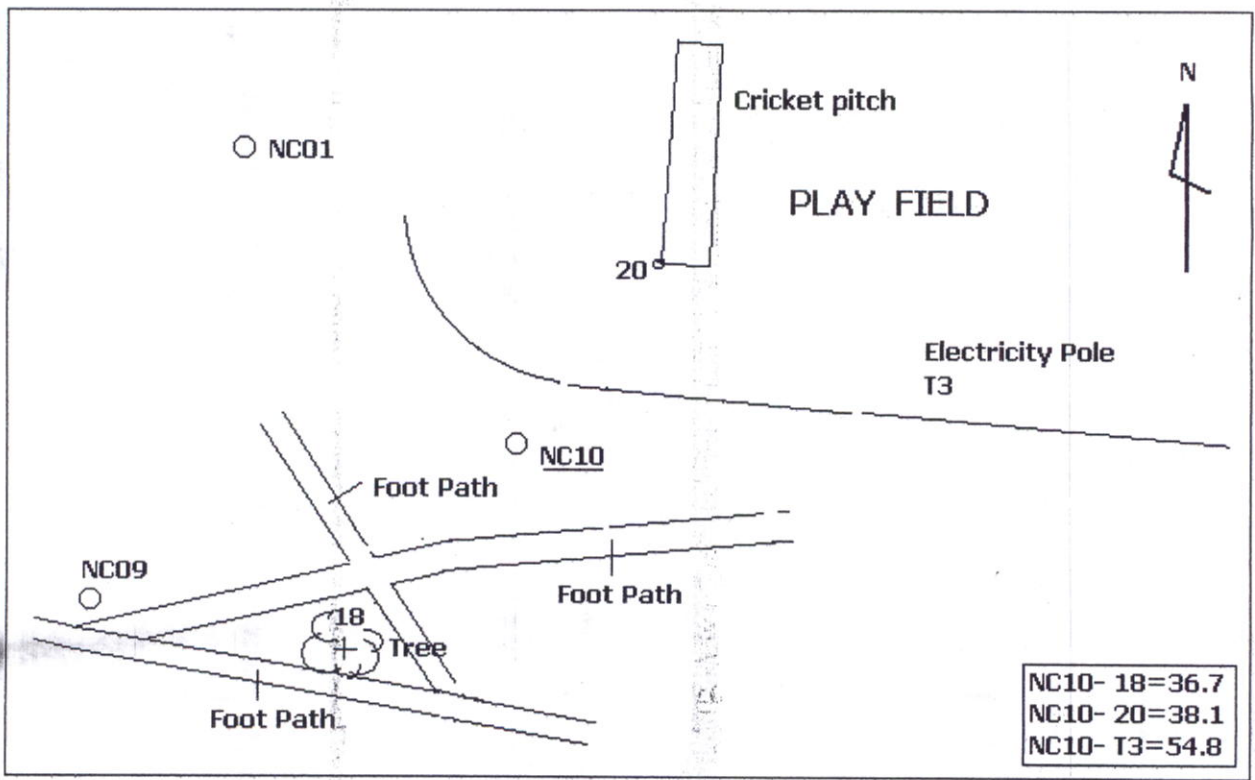 N
Cricket pitch
NC01
PLAY FIELD
20
Electricity Pole
T3
NC10
Foot Path
NC09
Foot Path
18
Tree
Foot Path
NC10- 18=36.7
NC10- 20=38.1
NC10- T3=54.8